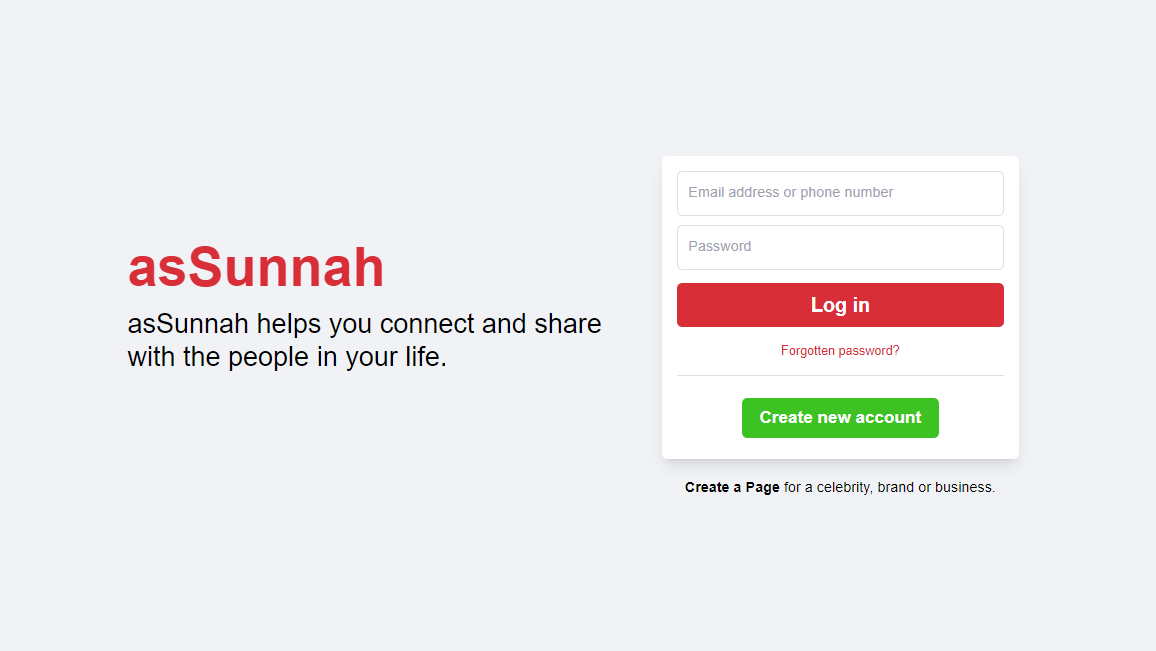 asSunnah
asSunnah helps you connect and share
with the people in your life.
Email address or phone number
Password
Log in
Forgotten password?
Create new account
Create a Page for a celebrity, brand or business.